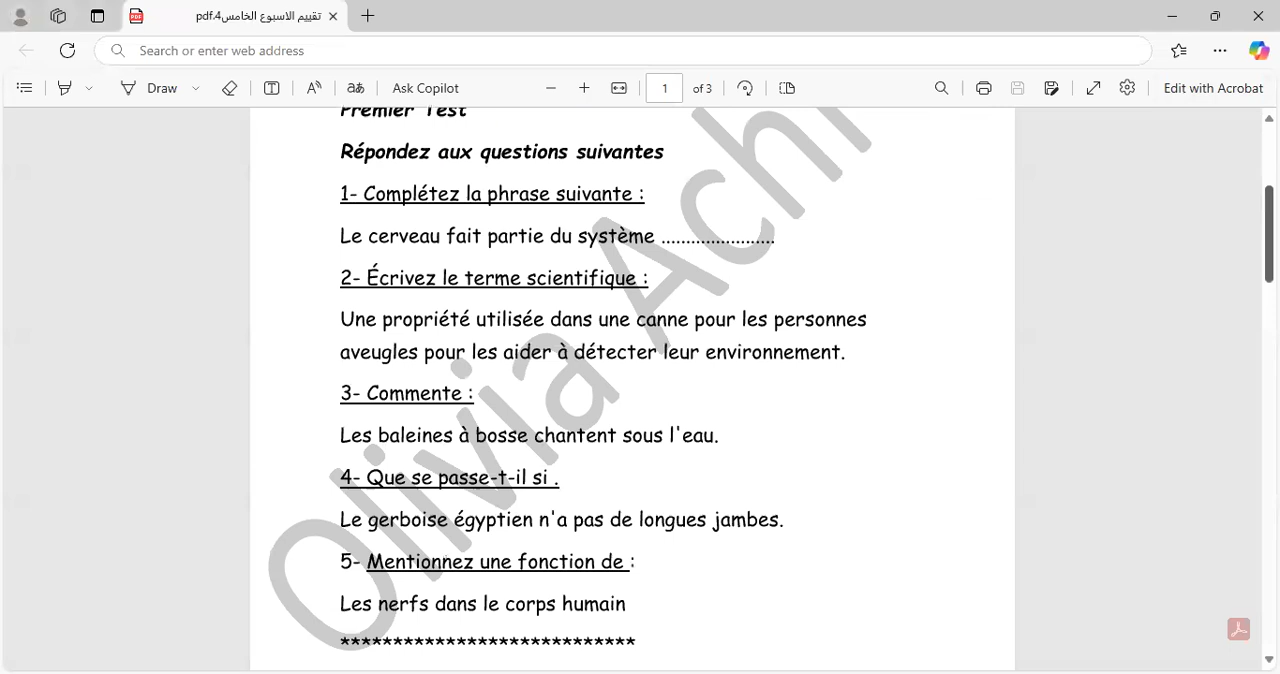 تقييم الاسبوع الخامس4.pdf
Search or enter web address
Draw
Ask Copilot
1 of 3
Edit with Acrobat
Premier Test
Répondez aux questions suivantes
1- Complétez la phrase suivante :
Le cerveau fait partie du système .......................
2- Écrivez le terme scientifique :
Une propriété utilisée dans une canne pour les personnes
aveugles pour les aider à détecter leur environnement.
3- Commente :
Les baleines à bosse chantent sous l'eau.
4- Que se passe-t-il si .
Le gerboise égyptien n'a pas de longues jambes.
5- Mentionnez une fonction de :
Les nerfs dans le corps humain
****************************
Olivia Achr